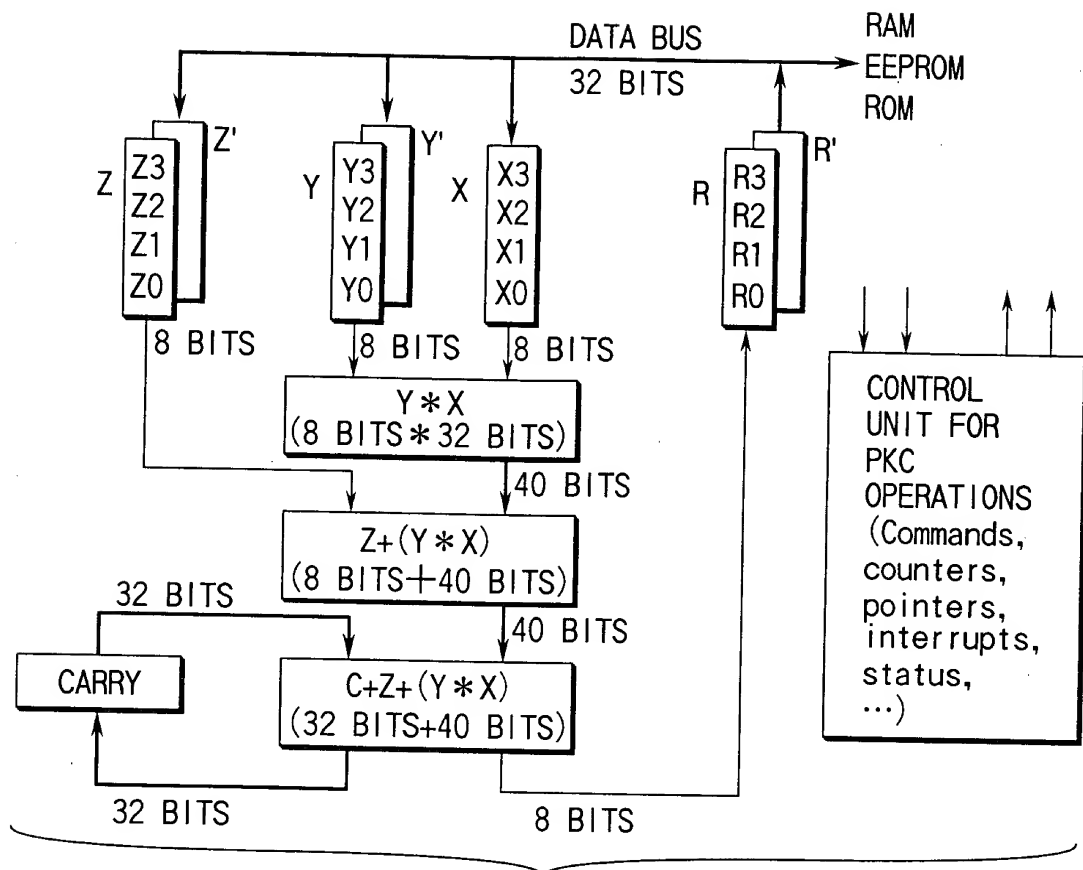 DATA BUS
32 BITS
RAM
EEPROM
ROM
Z
Z3
Z2
Z1
Z0
Z'
Y
Y3
Y2
Y1
Y0
Y'
X
X3
X2
X1
X0
R
R3
R2
R1
R0
R'
8 BITS
8 BITS
8 BITS
Y*X
(8 BITS*32 BITS)
40 BITS
Z+(Y*X)
(8 BITS+40 BITS)
32 BITS
40 BITS
CARRY
C+Z+(Y*X)
(32 BITS+40 BITS)
32 BITS
8 BITS
CONTROL
UNIT FOR
PKC
OPERATIONS
(Commands,
counters,
pointers,
interrupts,
status,
…)